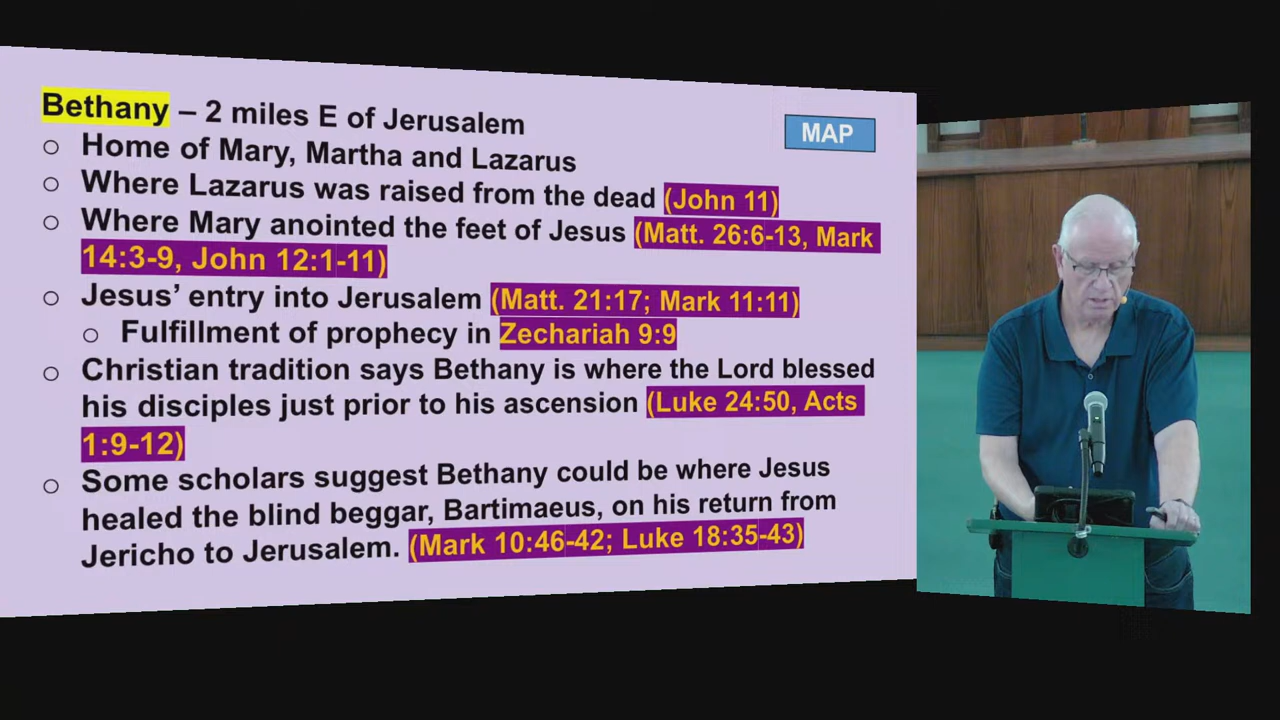 Bethany – 2 miles E of Jerusalem
MAP
○ Home of Mary, Martha and Lazarus
○ Where Lazarus was raised from the dead (John 11)
○ Where Mary anointed the feet of Jesus (Matt. 26:6-13, Mark
14:3-9, John 12:1-11)
○ Jesus’ entry into Jerusalem (Matt. 21:17; Mark 11:11)
○ Fulfillment of prophecy in Zechariah 9:9
○ Christian tradition says Bethany is where the Lord blessed
his disciples just prior to his ascension (Luke 24:50, Acts
1:9-12)
○ Some scholars suggest Bethany could be where Jesus
healed the blind beggar, Bartimaeus, on his return from
Jericho to Jerusalem. (Mark 10:46-42; Luke 18:35-43)